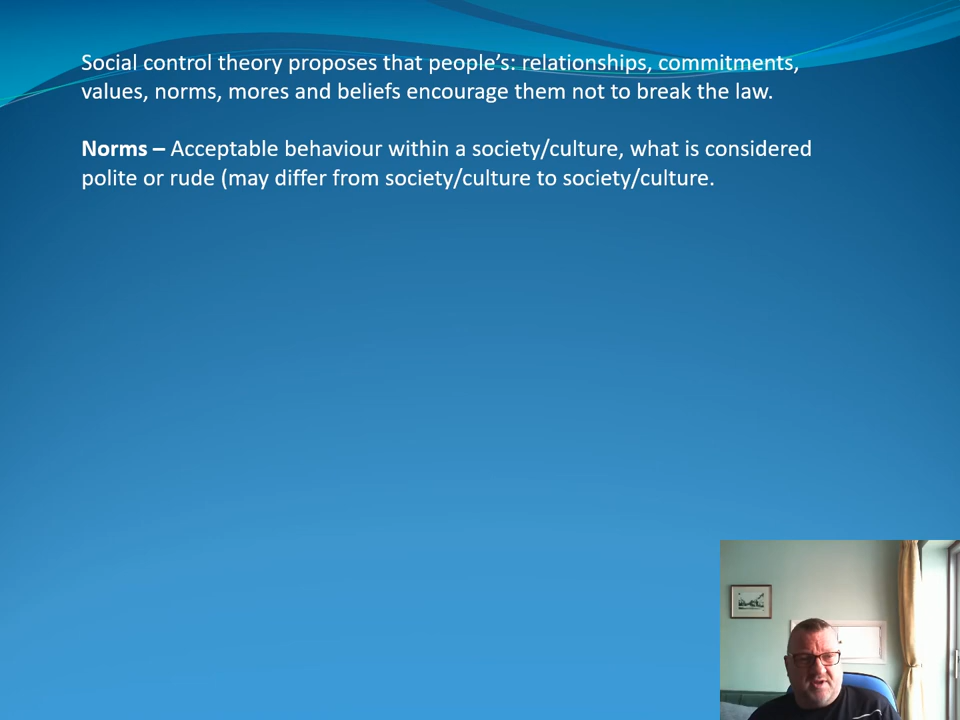 Social control theory proposes that people’s: relationships, commitments,
values, norms, mores and beliefs encourage them not to break the law.
Norms – Acceptable behaviour within a society/culture, what is considered
polite or rude (may differ from society/culture to society/culture.